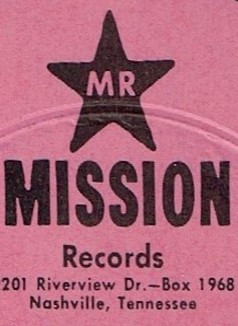 MR
MISSION
Records
201 Riverview Dr.—Box 1968
Nashville, Tennessee